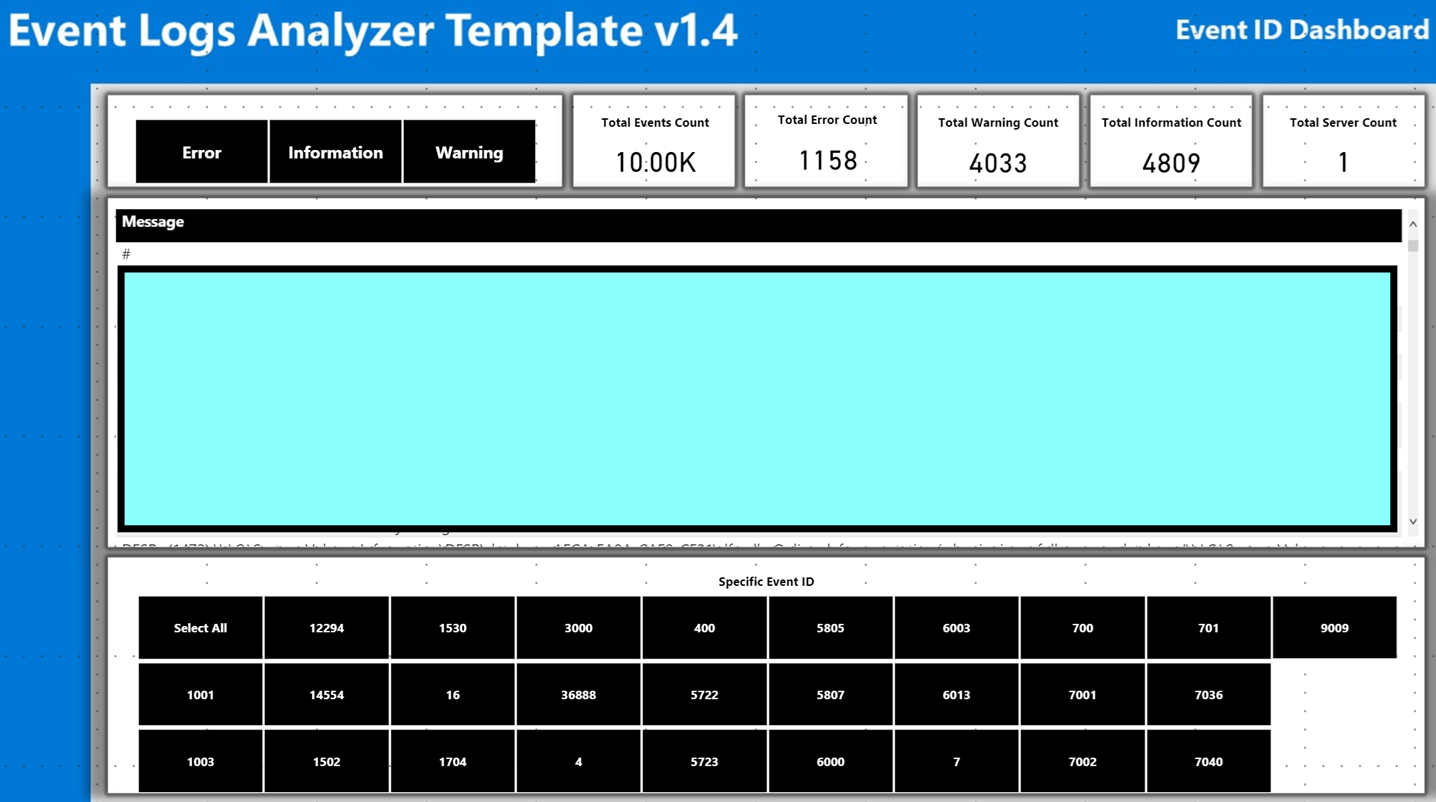 Event Logs Analyzer Template v1.4
Event ID Dashboard
Error Information Warning
Total Events Count
10.00K
Total Error Count
1158
Total Warning Count
4033
Total Information Count
4809
Total Server Count
1
Message
#
Specific Event ID
Select All 12294 1530 3000 400 5805 6003 700 701 9009
1001 14554 16 36888 5722 5807 6013 7001 7036
1003 1502 1704 4 5723 6000 7 7002 7040